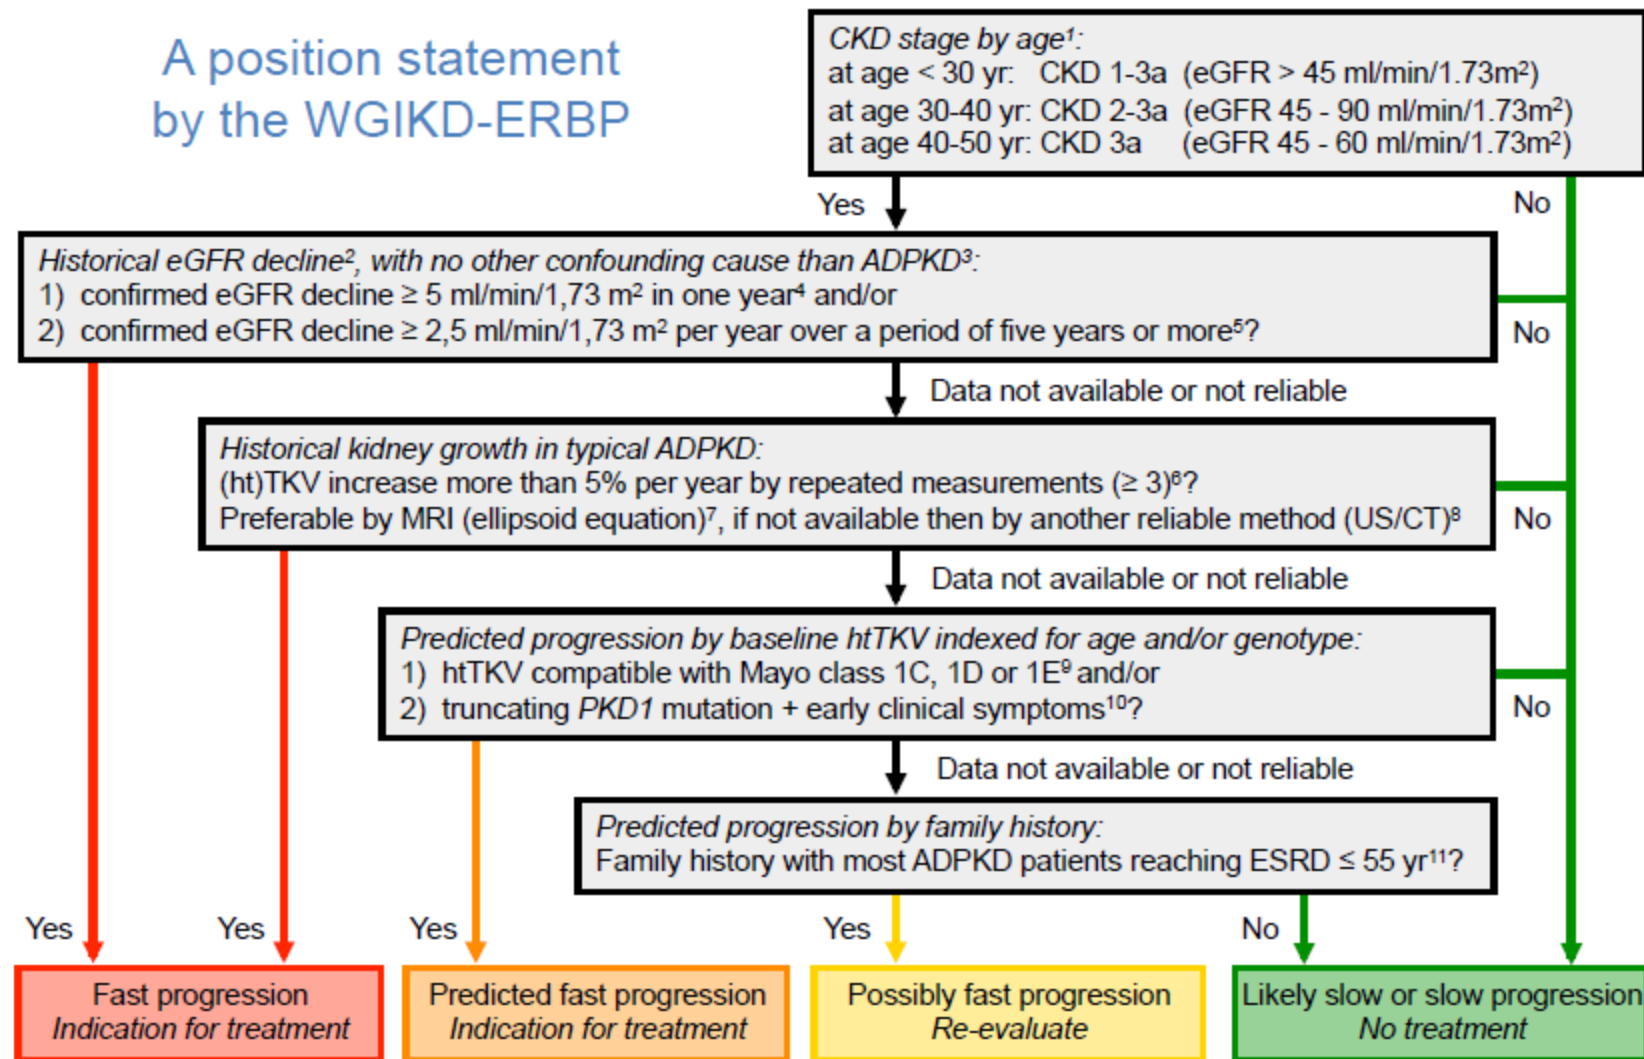 A position statement
by the WGIKD-ERBP
CKD stage by age¹:
at age < 30 yr: CKD 1-3a (eGFR > 45 ml/min/1.73m²)
at age 30-40 yr: CKD 2-3a (eGFR 45 - 90 ml/min/1.73m²)
at age 40-50 yr: CKD 3a (eGFR 45 - 60 ml/min/1.73m²)
Yes
No
Historical eGFR decline², with no other confounding cause than ADPKD³:
1) confirmed eGFR decline ≥ 5 ml/min/1,73 m² in one year⁴ and/or
2) confirmed eGFR decline ≥ 2,5 ml/min/1,73 m² per year over a period of five years or more⁵?
No
Data not available or not reliable
Historical kidney growth in typical ADPKD:
(ht)TKV increase more than 5% per year by repeated measurements (≥ 3)⁶?
Preferable by MRI (ellipsoid equation)⁷, if not available then by another reliable method (US/CT)⁸
No
Data not available or not reliable
Predicted progression by baseline htTKV indexed for age and/or genotype:
1) htTKV compatible with Mayo class 1C, 1D or 1E⁹ and/or
2) truncating PKD1 mutation + early clinical symptoms¹⁰?
No
Data not available or not reliable
Predicted progression by family history:
Family history with most ADPKD patients reaching ESRD ≤ 55 yr¹¹?
Yes
Yes
Yes
Yes
No
Fast progression
Indication for treatment
Predicted fast progression
Indication for treatment
Possibly fast progression
Re-evaluate
Likely slow or slow progression
No treatment